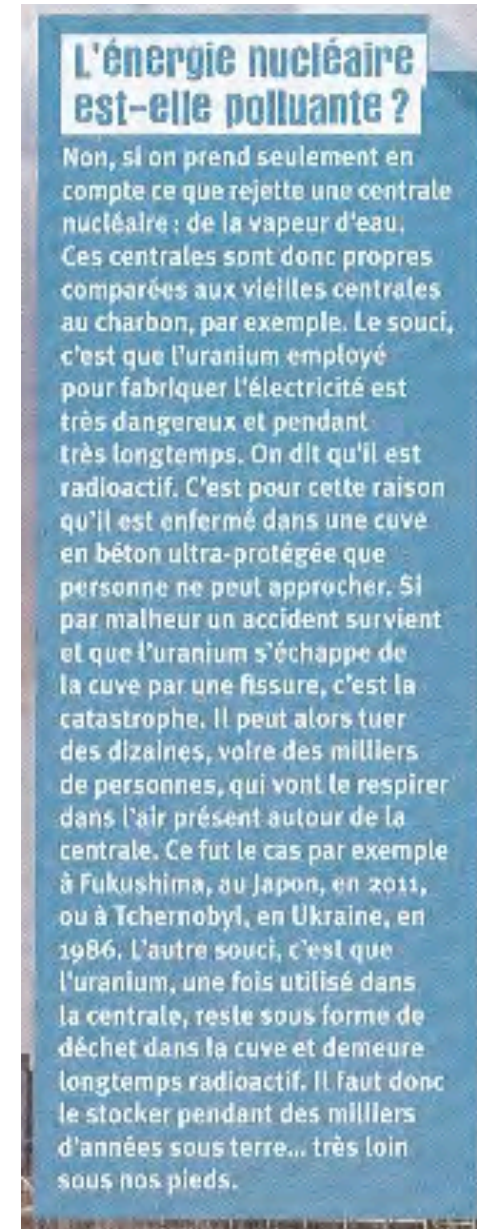 L'énergie nucléaire
est-elle polluante ?
Non, si on prend seulement en
compte ce que rejette une centrale
nucléaire : de la vapeur d'eau.
Ces centrales sont donc propres
comparées aux vieilles centrales
au charbon, par exemple. Le souci,
c'est que l'uranium employé
pour fabriquer l'électricité est
très dangereux et pendant
très longtemps. On dit qu'il est
radioactif. C'est pour cette raison
qu'il est enfermé dans une cuve
en béton ultra-protégée que
personne ne peut approcher. Si
par malheur un accident survient
et que l'uranium s'échappe de
la cuve par une fissure, c'est la
catastrophe. Il peut alors tuer
des dizaines, voire des milliers
de personnes, qui vont le respirer
dans l'air présent autour de la
centrale. Ce fut le cas par exemple
à Fukushima, au Japon, en 2011,
ou à Tchernobyl, en Ukraine, en
1986. L'autre souci, c'est que
l'uranium, une fois utilisé dans
la centrale, reste sous forme de
déchet dans la cuve et demeure
longtemps radioactif. Il faut donc
le stocker pendant des milliers
d'années sous terre... très loin
sous nos pieds.